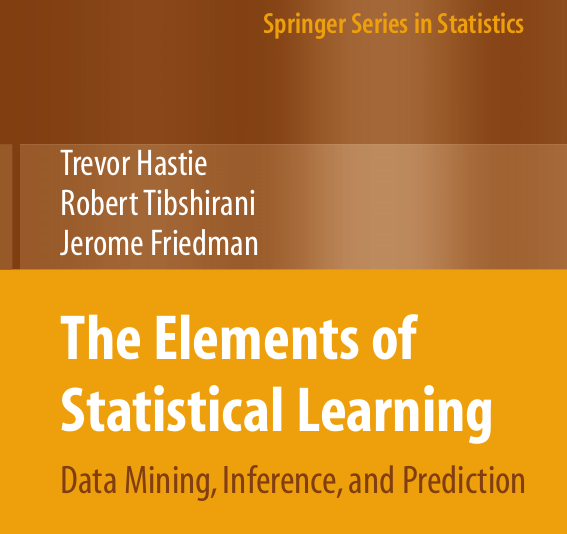 Springer Series in Statistics
Trevor Hastie
Robert Tibshirani
Jerome Friedman
The Elements of
Statistical Learning
Data Mining, Inference, and Prediction